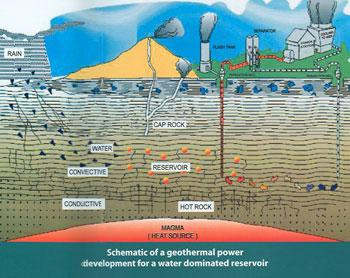 RAIN
FLASH TANK
SEPARATOR
CAP ROCK
WATER
RESERVOIR
CONVECTIVE
CONDUCTIVE
HOT ROCK
MAGMA
( HEAT SOURCE )
Schematic of a geothermal power
development for a water dominated reservoir